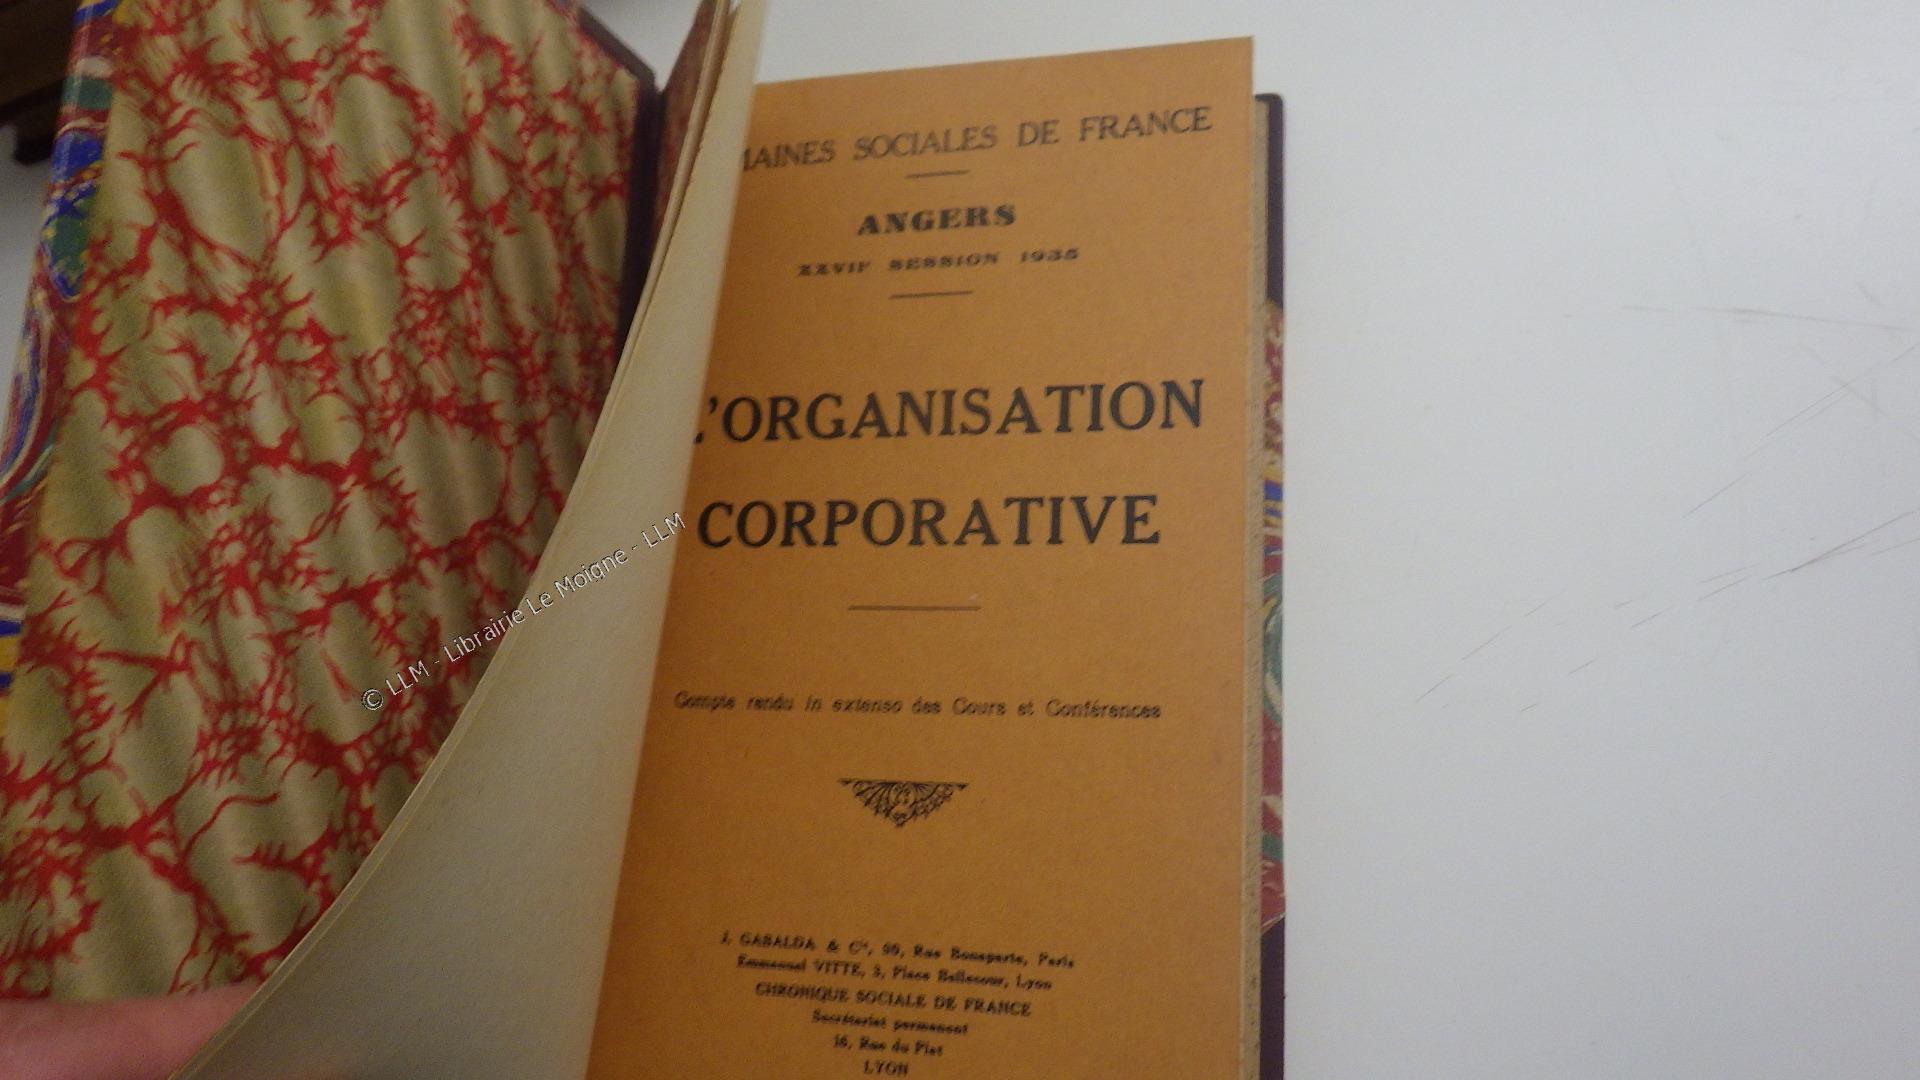 MAINES SOCIALES DE FRANCE
ANGERS
XXVIIe SESSION 1935
L'ORGANISATION
CORPORATIVE
Compte rendu in extenso des Cours et Conférences
J. GABALDA & Cie, 90, Rue Bonaparte, Paris
Emmanuel VITTE, 3, Place Bellecour, Lyon
CHRONIQUE SOCIALE DE FRANCE
Secrétariat permanent
16, Rue du Plat
LYON
© LLM - Librairie Le Moigne - LLM